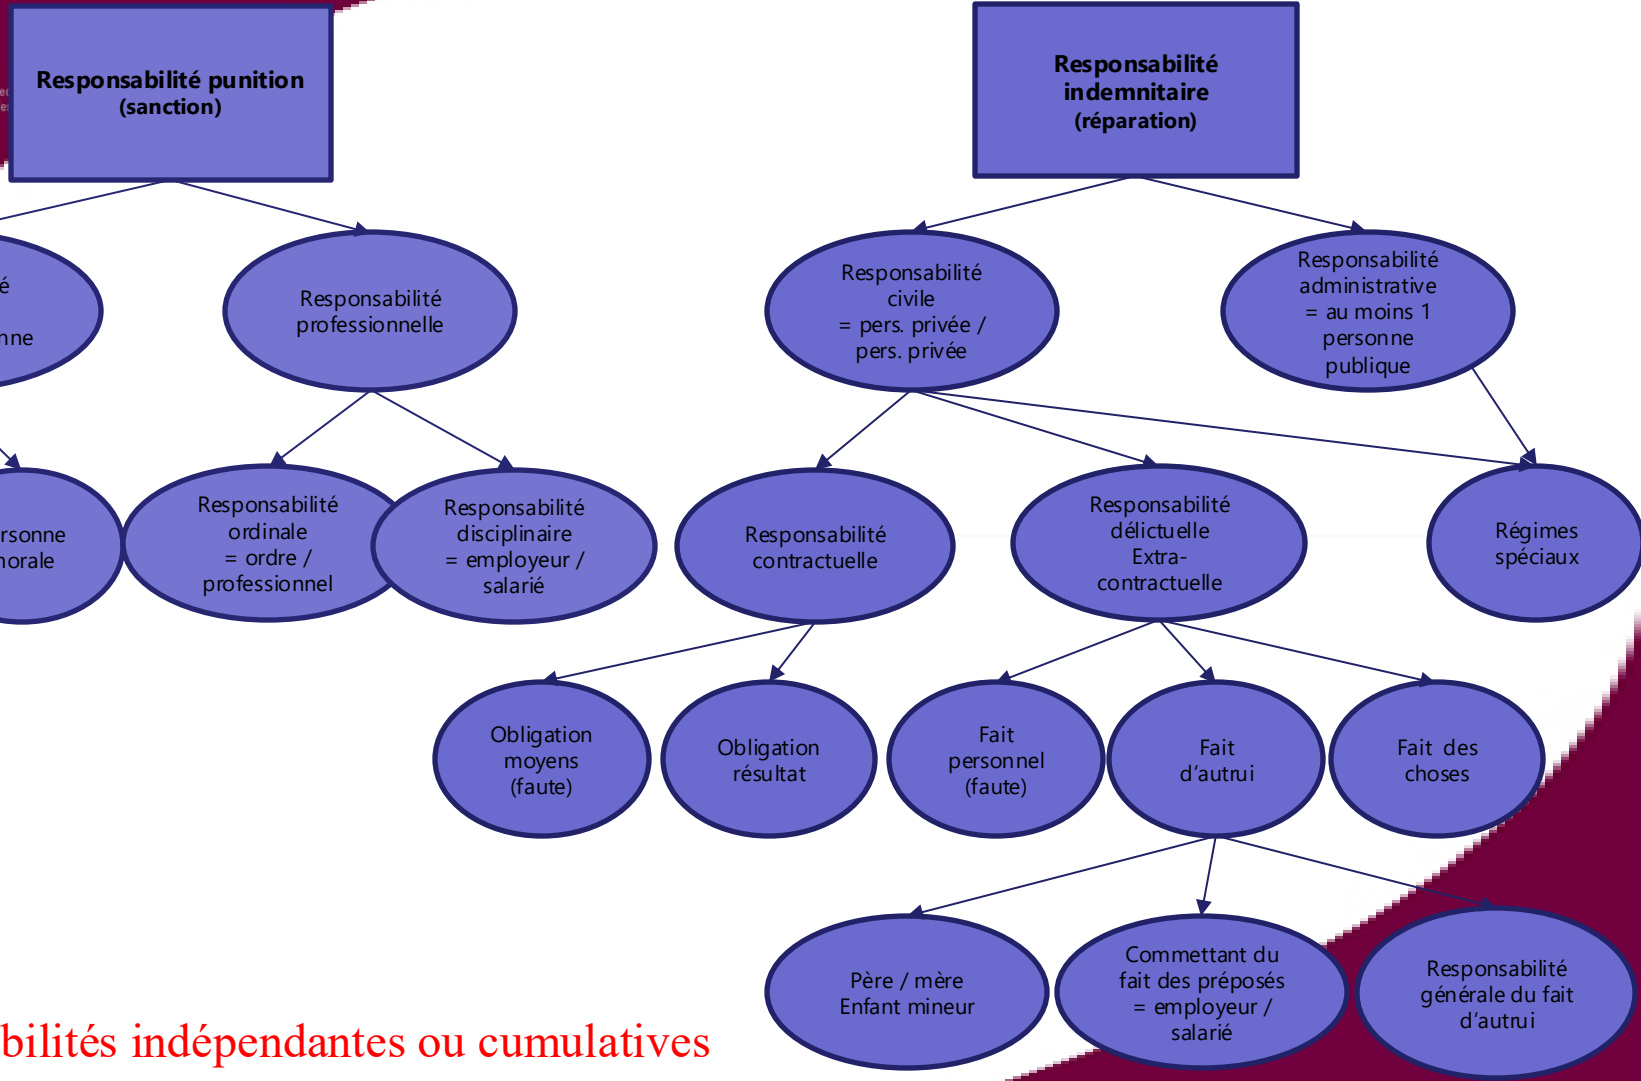 Responsabilité punition
(sanction)
Responsabilité
indemnitaire
(réparation)
é
nne
Responsabilité
professionnelle
Responsabilité
civile
= pers. privée /
pers. privée
Responsabilité
administrative
= au moins 1
personne
publique
rsonne
orale
Responsabilité
ordinale
= ordre /
professionnel
Responsabilité
disciplinaire
= employeur /
salarié
Responsabilité
contractuelle
Responsabilité
délictuelle
Extra-
contractuelle
Régimes
spéciaux
Obligation
moyens
(faute)
Obligation
résultat
Fait
personnel
(faute)
Fait
d’autrui
Fait des
choses
Père / mère
Enfant mineur
Commettant du
fait des préposés
= employeur /
salarié
Responsabilité
générale du fait
d’autrui
bilités indépendantes ou cumulatives